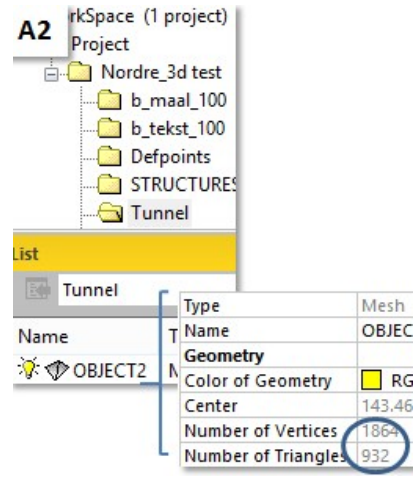 A2
rkSpace (1 project)
Project
Nordre_3d test
b_maal_100
b_tekst_100
Defpoints
STRUCTURES
Tunnel
List
Tunnel
Name T
OBJECT2 M
Type Mesh
Name OBJEC
Geometry
Color of Geometry RG
Center 143.46
Number of Vertices 1864
Number of Triangles 932